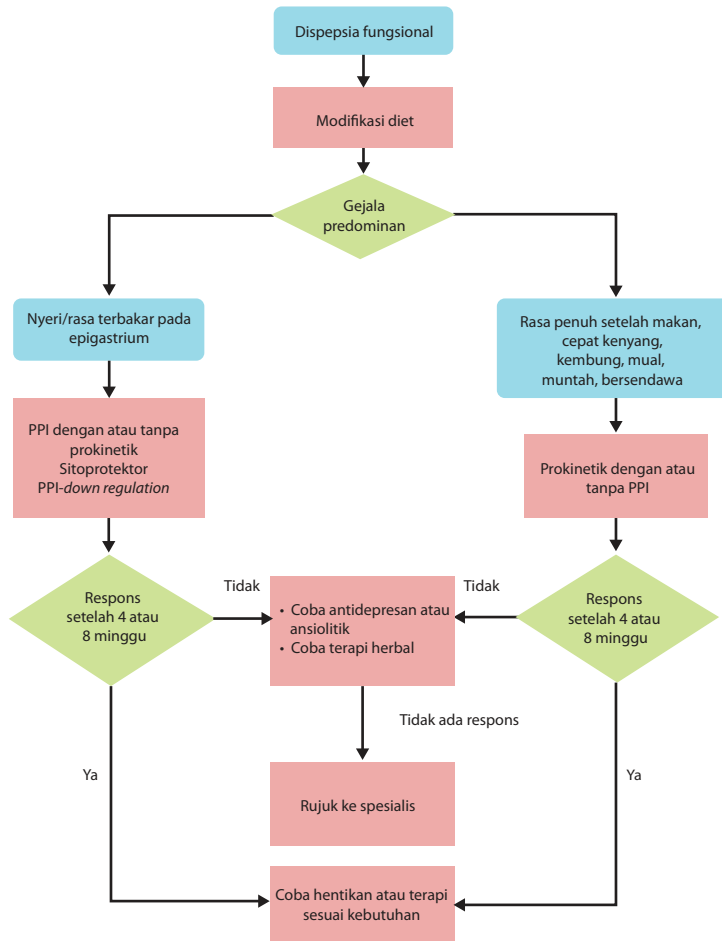 Dispepsia fungsional
Modifikasi diet
Gejala
predominan
Nyeri/rasa terbakar pada
epigastrium
Rasa penuh setelah makan,
cepat kenyang,
kembung, mual,
muntah, bersendawa
PPI dengan atau tanpa
prokinetik
Sitoprotektor
PPI-down regulation
Prokinetik dengan atau
tanpa PPI
Respons
setelah 4 atau
8 minggu
Tidak
• Coba antidepresan atau
ansiolitik
• Coba terapi herbal
Tidak
Respons
setelah 4 atau
8 minggu
Tidak ada respons
Ya
Rujuk ke spesialis
Ya
Coba hentikan atau terapi
sesuai kebutuhan